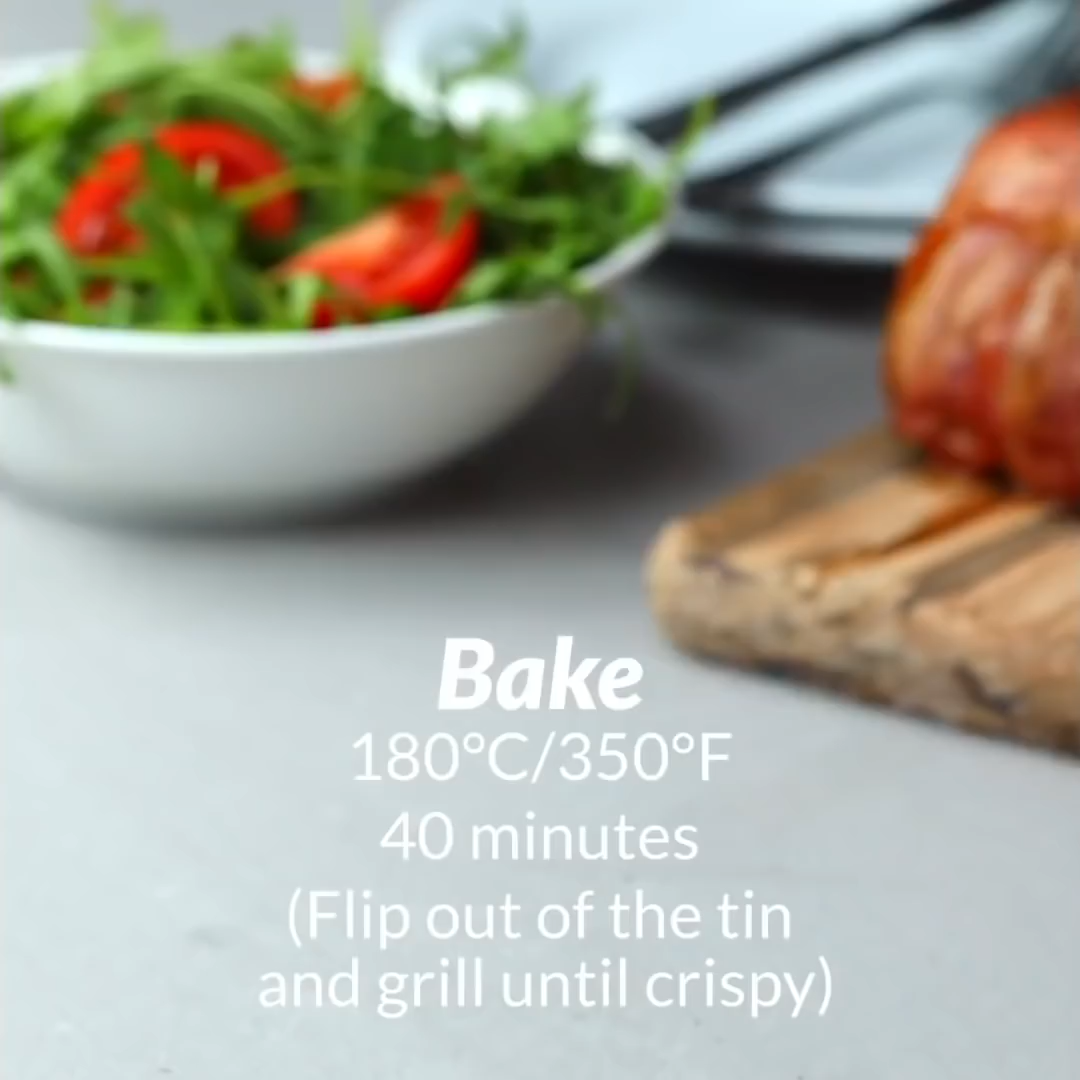 Bake
180°C/350°F
40 minutes
(Flip out of the tin
and grill until crispy)